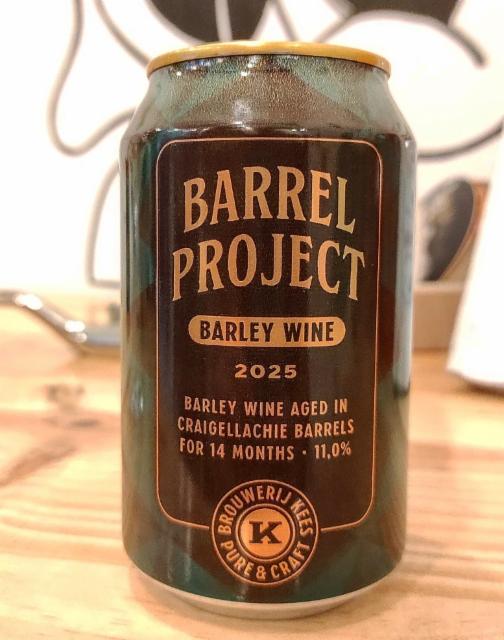 BARREL
PROJECT
BARLEY WINE
2025
BARLEY WINE AGED IN
CRAIGELLACHIE BARRELS
FOR 14 MONTHS · 11,0%
BROUWERIJ KEES
K
PURE & CRAFT